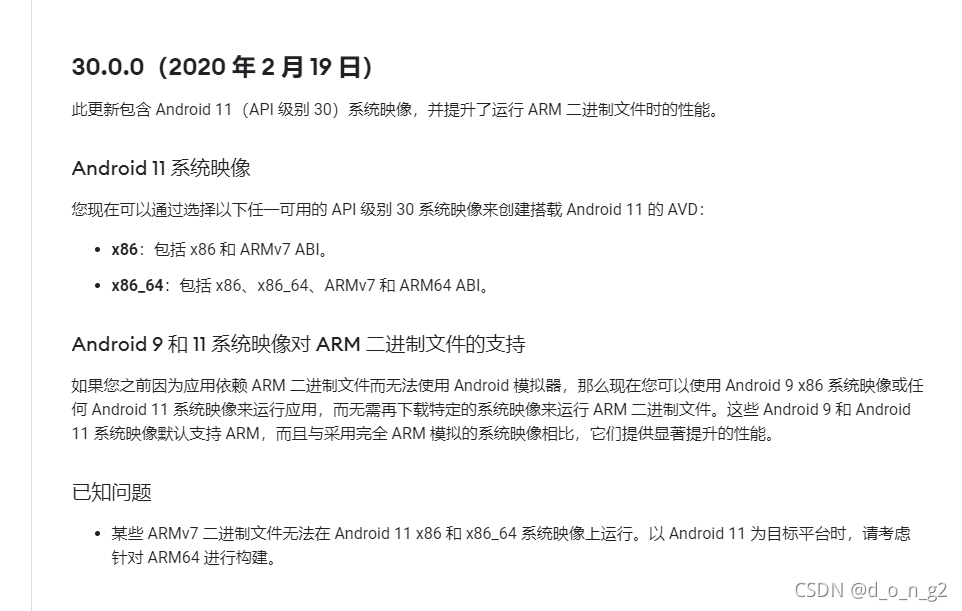 30.0.0（2020 年 2 月 19 日）
此更新包含 Android 11（API 级别 30）系统映像，并提升了运行 ARM 二进制文件时的性能。
Android 11 系统映像
您现在可以通过选择以下任一可用的 API 级别 30 系统映像来创建搭载 Android 11 的 AVD：
• x86：包括 x86 和 ARMv7 ABI。
• x86_64：包括 x86、x86_64、ARMv7 和 ARM64 ABI。
Android 9 和 11 系统映像对 ARM 二进制文件的支持
如果您之前因为应用依赖 ARM 二进制文件而无法使用 Android 模拟器，那么现在您可以使用 Android 9 x86 系统映像或任
何 Android 11 系统映像来运行应用，而无需再下载特定的系统映像来运行 ARM 二进制文件。这些 Android 9 和 Android
11 系统映像默认支持 ARM，而且与采用完全 ARM 模拟的系统映像相比，它们提供显著提升的性能。
已知问题
• 某些 ARMv7 二进制文件无法在 Android 11 x86 和 x86_64 系统映像上运行。以 Android 11 为目标平台时，请考虑
针对 ARM64 进行构建。
CSDN @d_o_n_g2